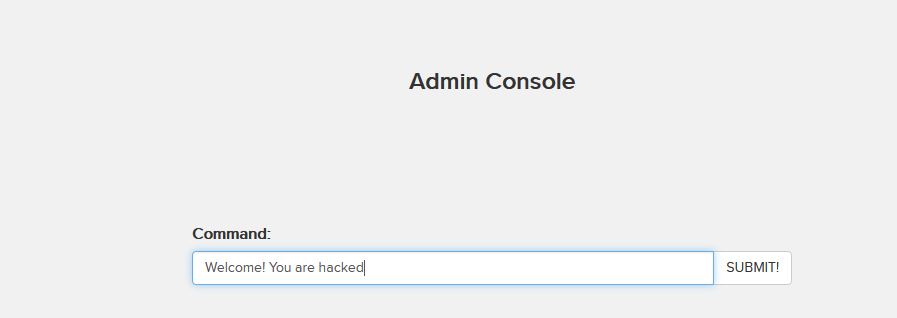 Admin Console
Command:
Welcome! You are hacked
SUBMIT!